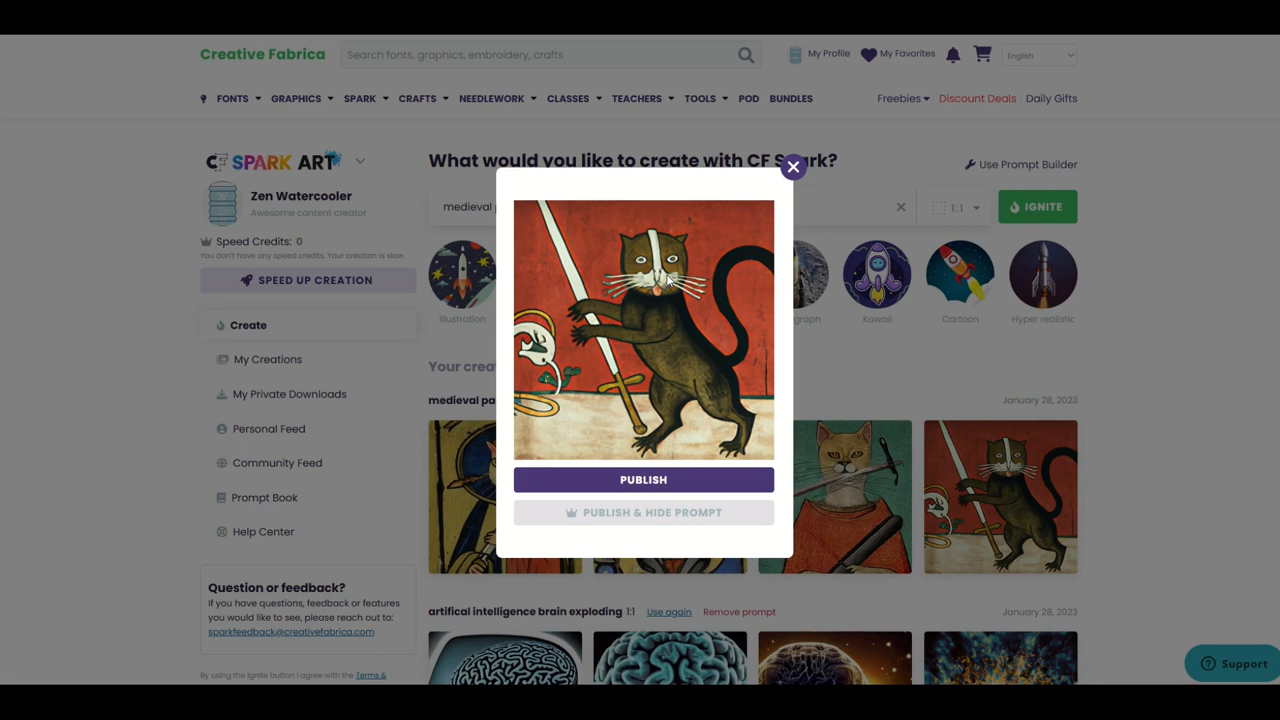 Creative Fabrica
Search fonts, graphics, embroidery, crafts
My Profile
My Favorites
English
FONTS GRAPHICS SPARK CRAFTS NEEDLEWORK CLASSES TEACHERS TOOLS POD BUNDLES
Freebies Discount Deals Daily Gifts
CF SPARK ART
What would you like to create with CF Spark?
Use Prompt Builder
Zen Watercooler
Awesome content creator
medieval
1:1
IGNITE
Speed Credits: 0
You don't have any speed credits. Your creation is slow.
SPEED UP CREATION
Illustration
Kawaii
Cartoon
Hyper realistic
Create
My Creations
My Private Downloads
Personal Feed
Community Feed
Prompt Book
Help Center
Your
medieval
January 28, 2023
PUBLISH
PUBLISH & HIDE PROMPT
Question or feedback?
If you have questions, feedback or features
you would like to see, please reach out to:
sparkfeedback@creativefabrica.com
artifical intelligence brain exploding 1:1 Use again Remove prompt
January 28, 2023
By using the Ignite button I agree with the Terms &
Support